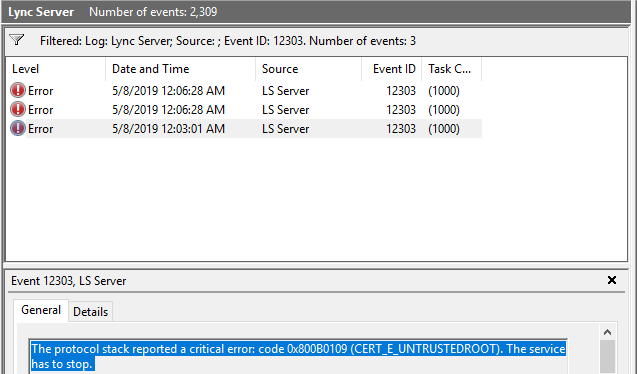 Lync Server Number of events: 2,309
Filtered: Log: Lync Server; Source: ; Event ID: 12303. Number of events: 3
Level Date and Time Source Event ID Task C...
Error 5/8/2019 12:06:28 AM LS Server 12303 (1000)
Error 5/8/2019 12:06:28 AM LS Server 12303 (1000)
Error 5/8/2019 12:03:01 AM LS Server 12303 (1000)
Event 12303, LS Server
General Details
The protocol stack reported a critical error: code 0x800B0109 (CERT_E_UNTRUSTEDROOT). The service
has to stop.